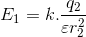 E_1 = k.\frac{q_2}{\varepsilon r_2^2}